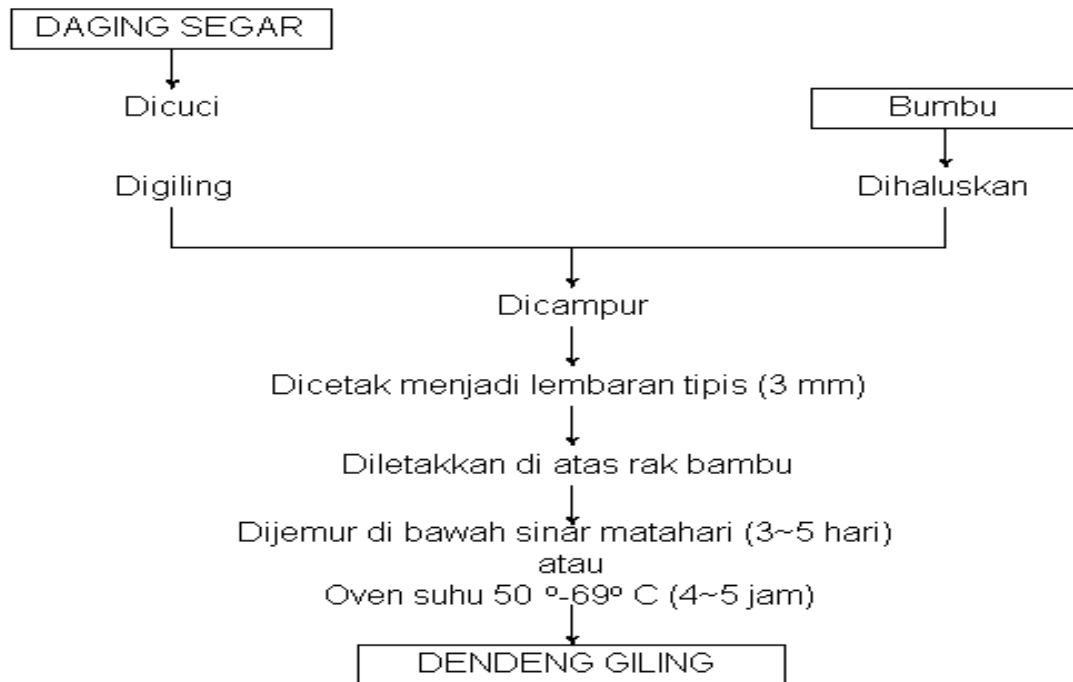 DAGING SEGAR
Dicuci
Bumbu
Digiling
Dihaluskan
Dicampur
Dicetak menjadi lembaran tipis (3 mm)
Diletakkan di atas rak bambu
Dijemur di bawah sinar matahari (3~5 hari)
atau
Oven suhu 50 º-69º C (4~5 jam)
DENDENG GILING